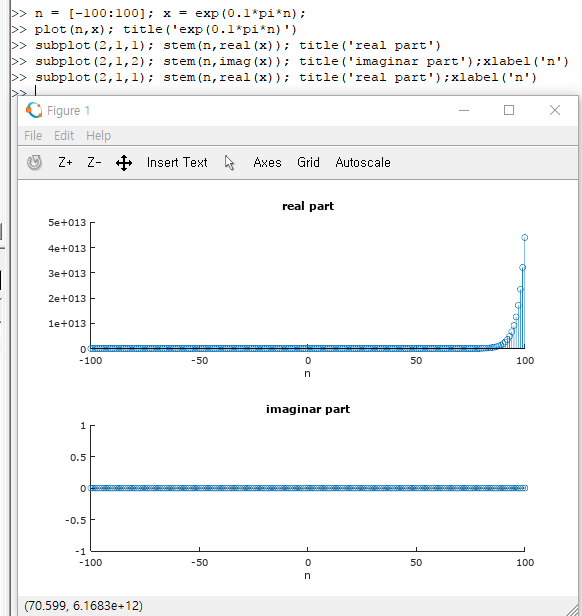 >> n = [-100:100]; x = exp(0.1*pi*n);
>> plot(n,x); title('exp(0.1*pi*n)')
>> subplot(2,1,1); stem(n,real(x)); title('real part')
>> subplot(2,1,2); stem(n,imag(x)); title('imaginar part');xlabel('n')
>> subplot(2,1,1); stem(n,real(x)); title('real part');xlabel('n')
>>
Figure 1
File Edit Help
Z+ Z- Insert Text Axes Grid Autoscale
real part
5e+013
4e+013
3e+013
2e+013
1e+013
0
-100 -50 0 50 100
n
imaginar part
1
0.5
0
-0.5
-1
-100 -50 0 50 100
n
(70.599, 6.1683e+12)